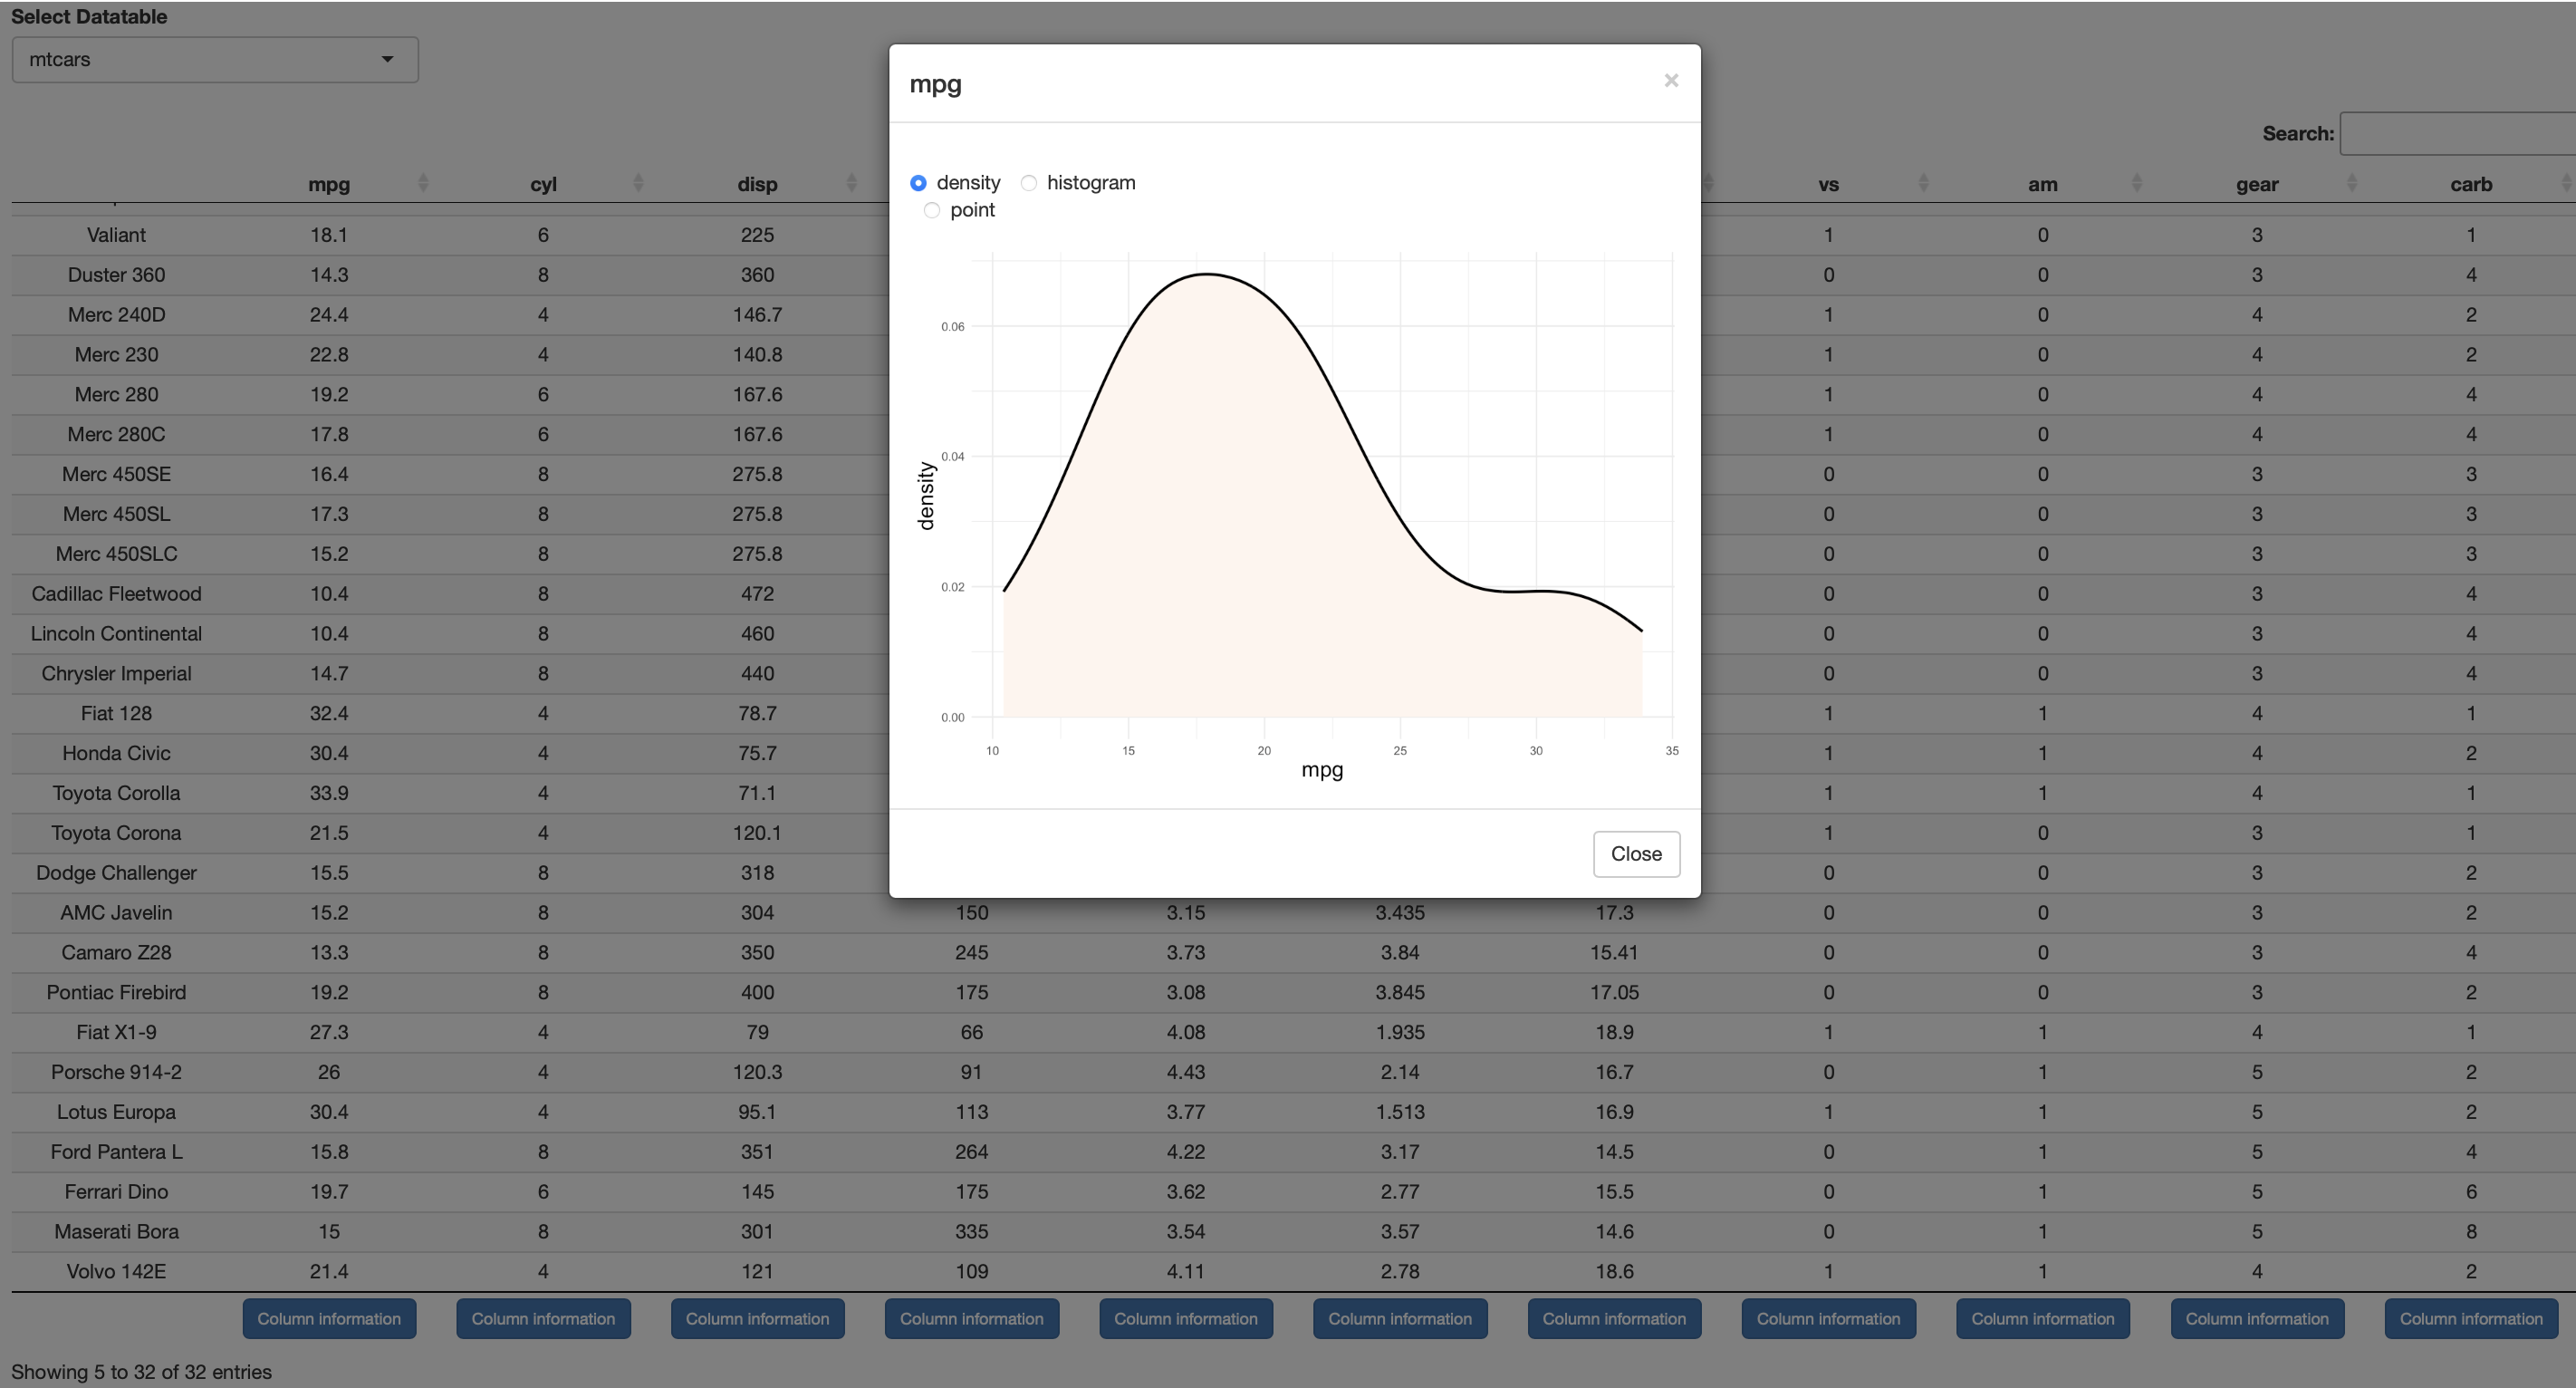 Select Datatable
mtcars
Search:
mpg cyl disp vs am gear carb
Valiant 18.1 6 225 1 0 3 1
Duster 360 14.3 8 360 0 0 3 4
Merc 240D 24.4 4 146.7 1 0 4 2
Merc 230 22.8 4 140.8 1 0 4 2
Merc 280 19.2 6 167.6 1 0 4 4
Merc 280C 17.8 6 167.6 1 0 4 4
Merc 450SE 16.4 8 275.8 0 0 3 3
Merc 450SL 17.3 8 275.8 0 0 3 3
Merc 450SLC 15.2 8 275.8 0 0 3 3
Cadillac Fleetwood 10.4 8 472 0 0 3 4
Lincoln Continental 10.4 8 460 0 0 3 4
Chrysler Imperial 14.7 8 440 0 0 3 4
Fiat 128 32.4 4 78.7 1 1 4 1
Honda Civic 30.4 4 75.7 1 1 4 2
Toyota Corolla 33.9 4 71.1 1 1 4 1
Toyota Corona 21.5 4 120.1 1 0 3 1
Dodge Challenger 15.5 8 318 0 0 3 2
AMC Javelin 15.2 8 304 150 3.15 3.435 17.3 0 0 3 2
Camaro Z28 13.3 8 350 245 3.73 3.84 15.41 0 0 3 4
Pontiac Firebird 19.2 8 400 175 3.08 3.845 17.05 0 0 3 2
Fiat X1-9 27.3 4 79 66 4.08 1.935 18.9 1 1 4 1
Porsche 914-2 26 4 120.3 91 4.43 2.14 16.7 0 1 5 2
Lotus Europa 30.4 4 95.1 113 3.77 1.513 16.9 1 1 5 2
Ford Pantera L 15.8 8 351 264 4.22 3.17 14.5 0 1 5 4
Ferrari Dino 19.7 6 145 175 3.62 2.77 15.5 0 1 5 6
Maserati Bora 15 8 301 335 3.54 3.57 14.6 0 1 5 8
Volvo 142E 21.4 4 121 109 4.11 2.78 18.6 1 1 4 2
Column information Column information Column information Column information Column information Column information Column information Column information Column information Column information Column information
Showing 5 to 32 of 32 entries
mpg ×
density histogram
point
0.06
0.04
0.02
0.00
density
10 15 20 25 30 35
mpg
Close